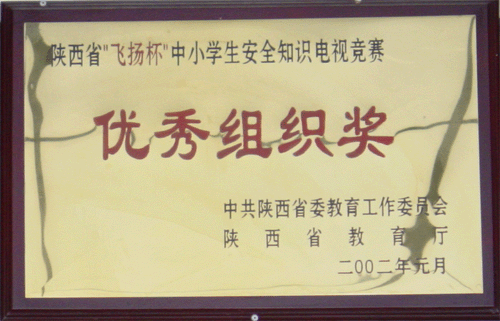 陕西省"飞扬杯"中小学生安全知识电视竞赛
优秀组织奖
中共陕西省委教育工作委员会
陕西省教育厅
二〇〇二年元月